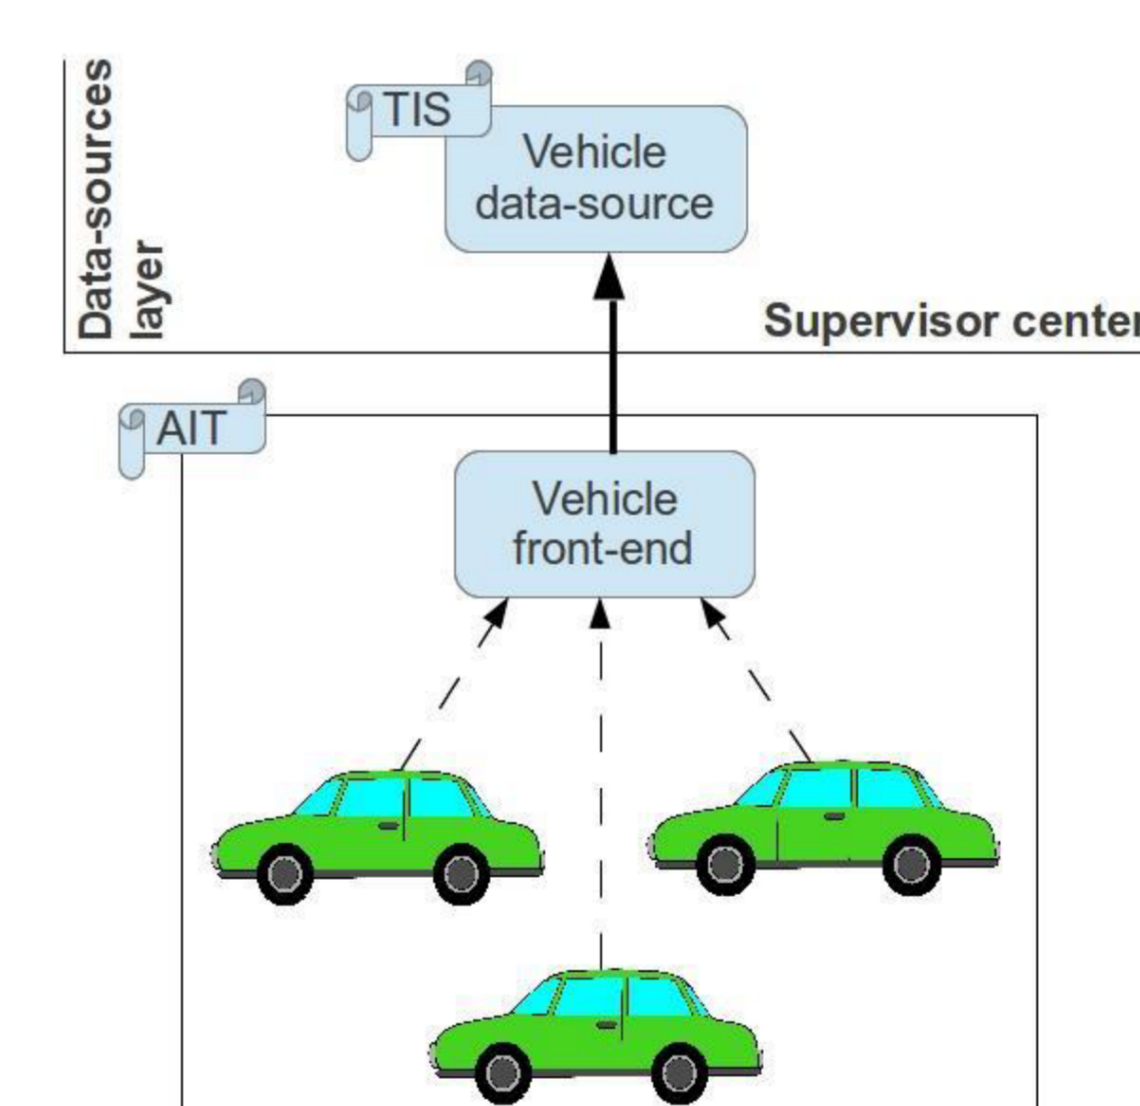 Data-sources
layer
TIS
Vehicle
data-source
Supervisor center
AIT
Vehicle
front-end